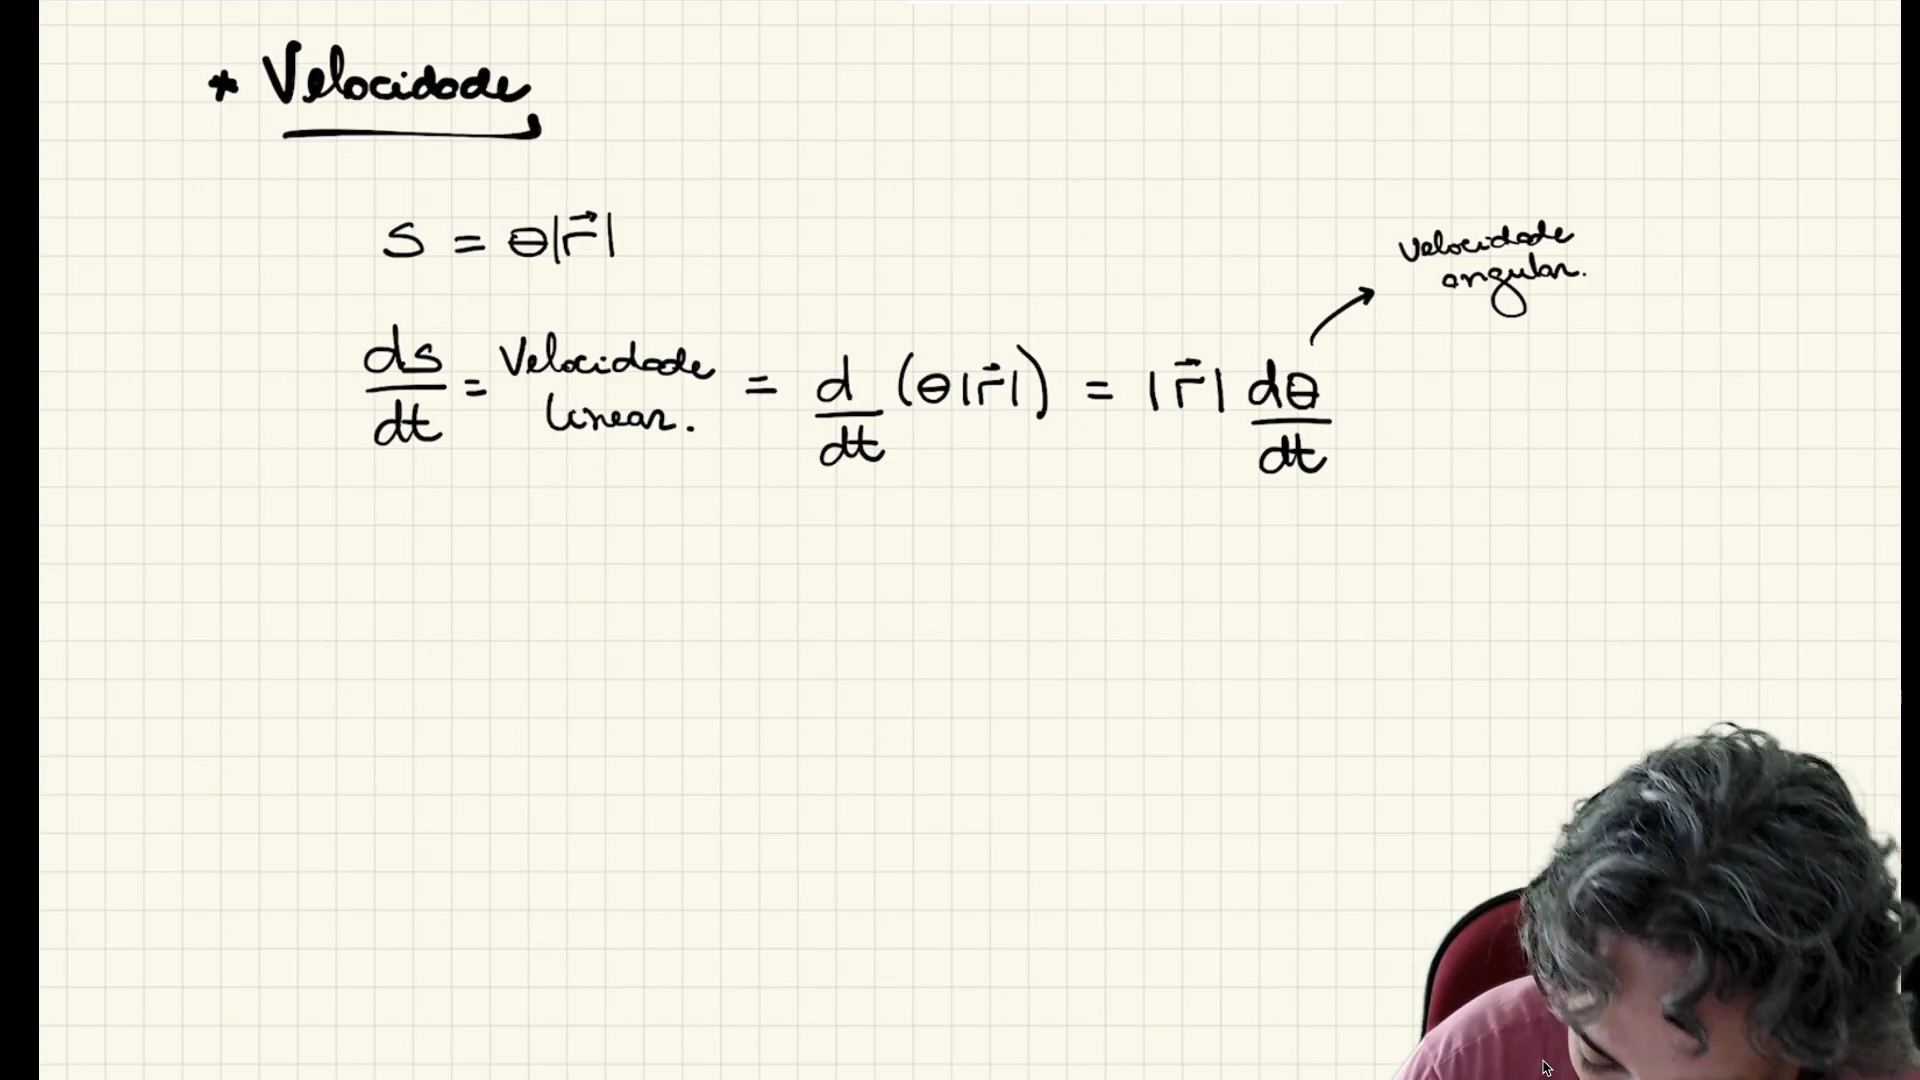 * Velocidade
s = θ|r⃗|
velocidade
angular.
ds/dt = Velocidade linear. = d/dt (θ|r⃗|) = |r⃗| dθ/dt